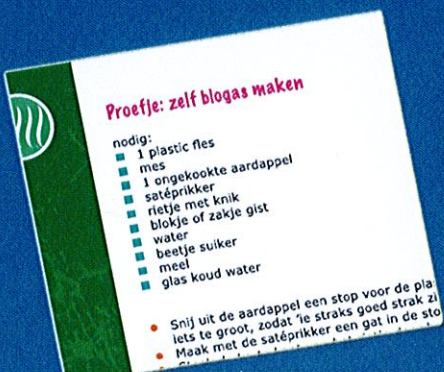 Proefje: zelf blogas maken
nodig:
1 plastic fles
mes
1 ongekookte aardappel
satéprikker
rietje met knik
blokje of zakje gist
water
beetje suiker
meel
glas koud water
Snij uit de aardappel een stop voor de
iets te groot, zodat 'ie straks goed strak
Maak met de satéprikker een gat in de